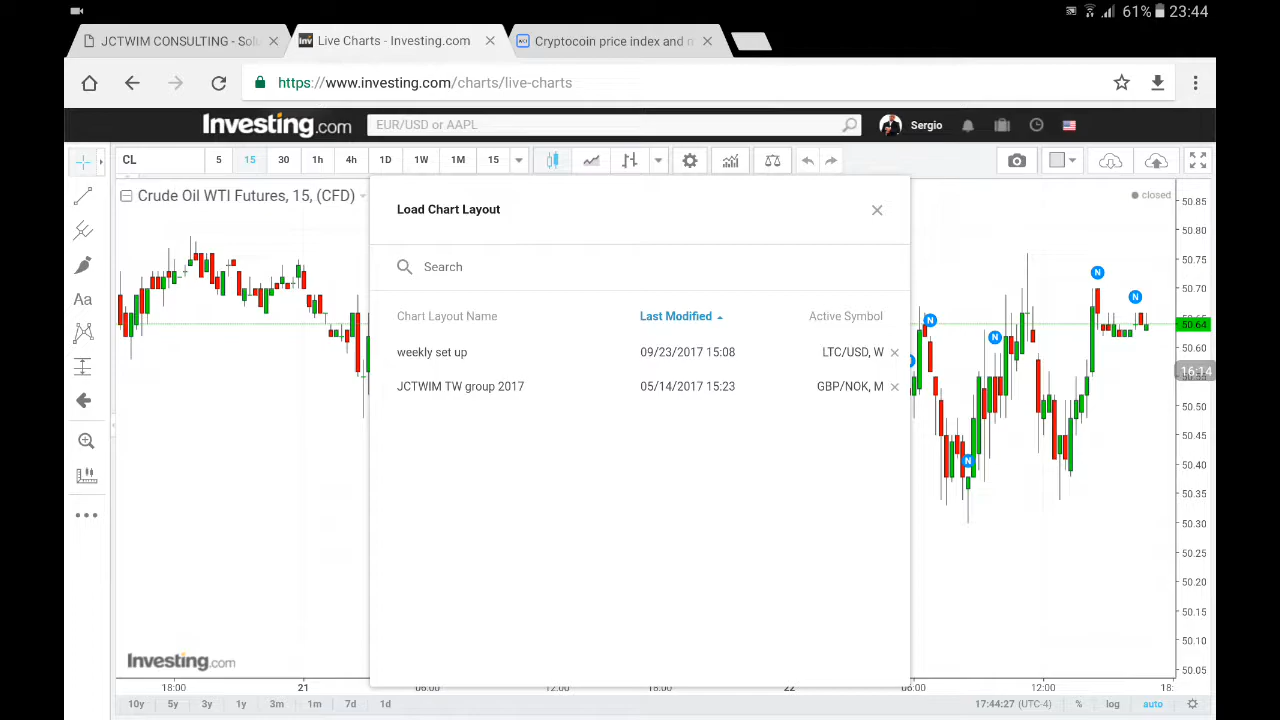 61% 23:44
JCTWIM CONSULTING - Solu
Live Charts - Investing.com
Cryptocoin price index and m
https://www.investing.com/charts/live-charts
Investing.com
EUR/USD or AAPL
Sergio
CL 5 15 30 1h 4h 1D 1W 1M 15
Crude Oil WTI Futures, 15, (CFD)
closed
Load Chart Layout
Search
Chart Layout Name Last Modified Active Symbol
weekly set up 09/23/2017 15:08 LTC/USD, W
JCTWIM TW group 2017 05/14/2017 15:23 GBP/NOK, M
Aa
N
N
N
N
N
50.85
50.80
50.75
50.70
50.64
50.60
16:14
50.50
50.45
50.40
50.35
50.30
50.25
50.20
50.15
50.10
50.05
Investing.com
18:00 21 06:00 12:00 18:00 22 06:00 12:00 18:
10y 5y 3y 1y 3m 1m 7d 1d
17:44:27 (UTC-4) % log auto